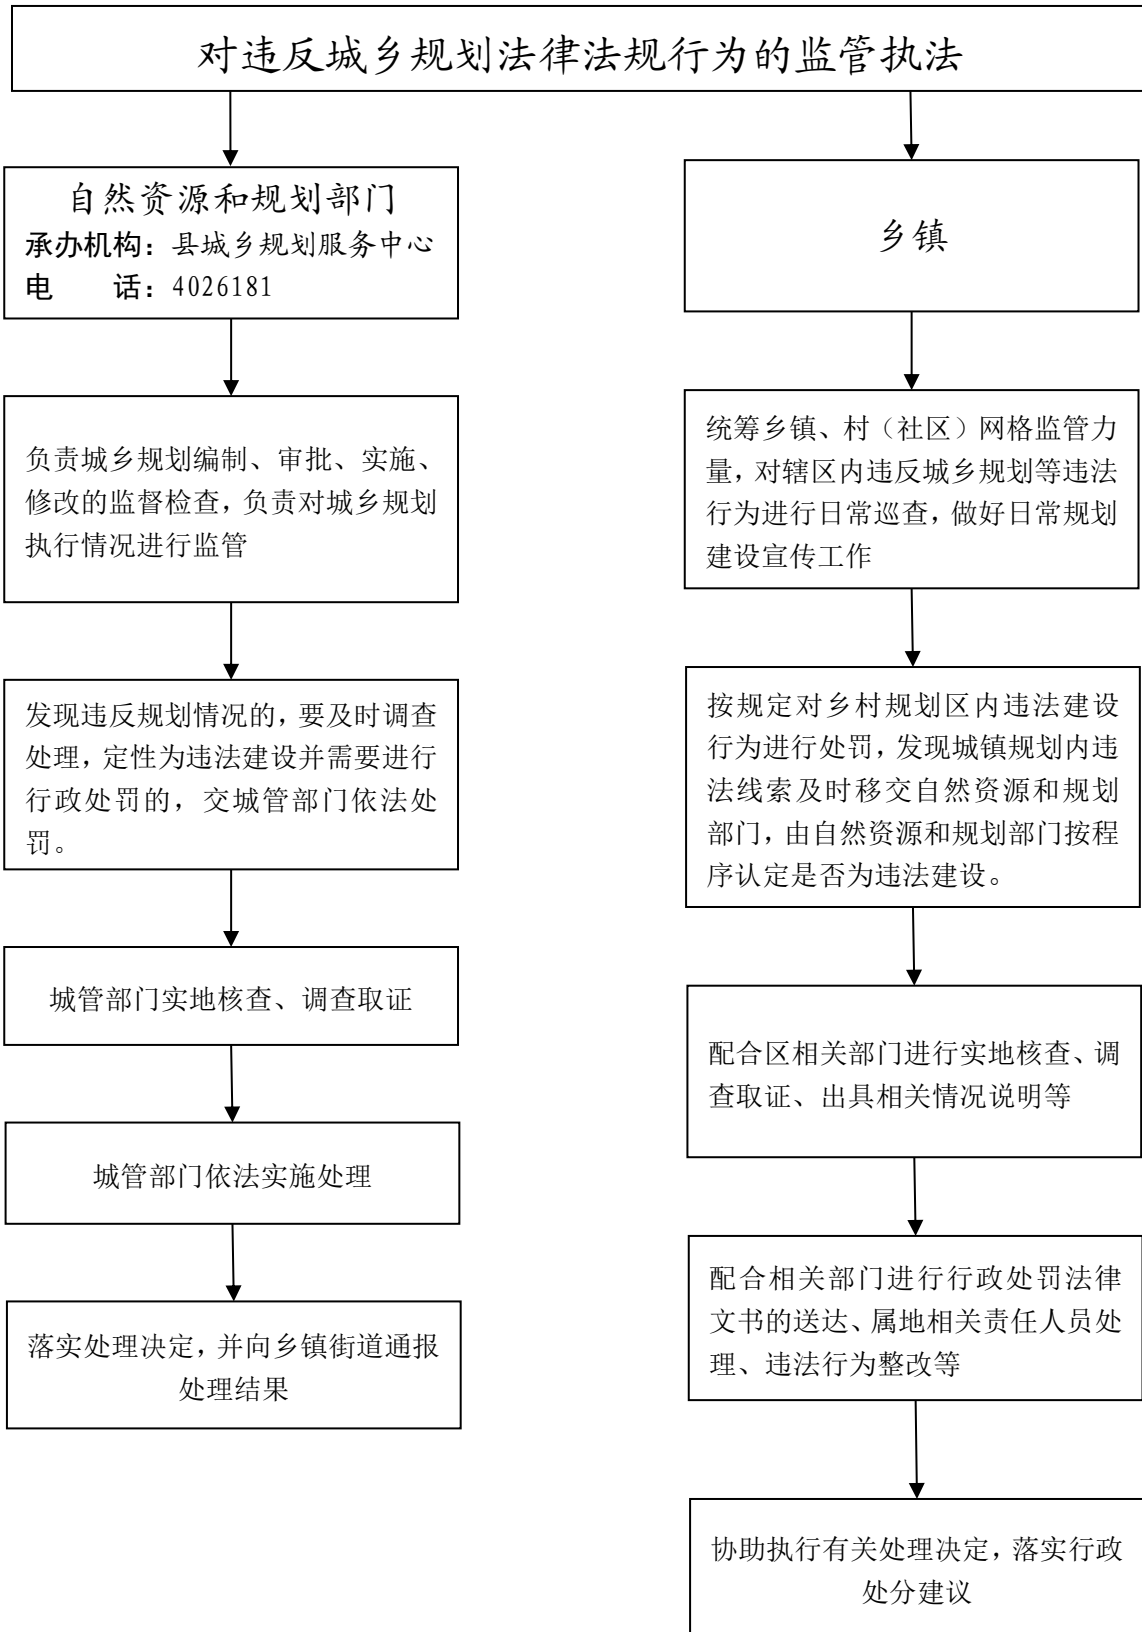 对违反城乡规划法律法规行为的监管执法
自然资源和规划部门
承办机构：县城乡规划服务中心
电　　话：4026181
负责城乡规划编制、审批、实施、
修改的监督检查，负责对城乡规划
执行情况进行监管
发现违反规划情况的，要及时调查
处理，定性为违法建设并需要进行
行政处罚的，交城管部门依法处
罚。
城管部门实地核查、调查取证
城管部门依法实施处理
落实处理决定，并向乡镇街道通报
处理结果
乡镇
统筹乡镇、村（社区）网格监管力
量，对辖区内违反城乡规划等违法
行为进行日常巡查，做好日常规划
建设宣传工作
按规定对乡村规划区内违法建设
行为进行处罚，发现城镇规划内违
法线索及时移交自然资源和规划
部门，由自然资源和规划部门按程
序认定是否为违法建设。
配合区相关部门进行实地核查、调
查取证、出具相关情况说明等
配合相关部门进行行政处罚法律
文书的送达、属地相关责任人员处
理、违法行为整改等
协助执行有关处理决定，落实行政
处分建议